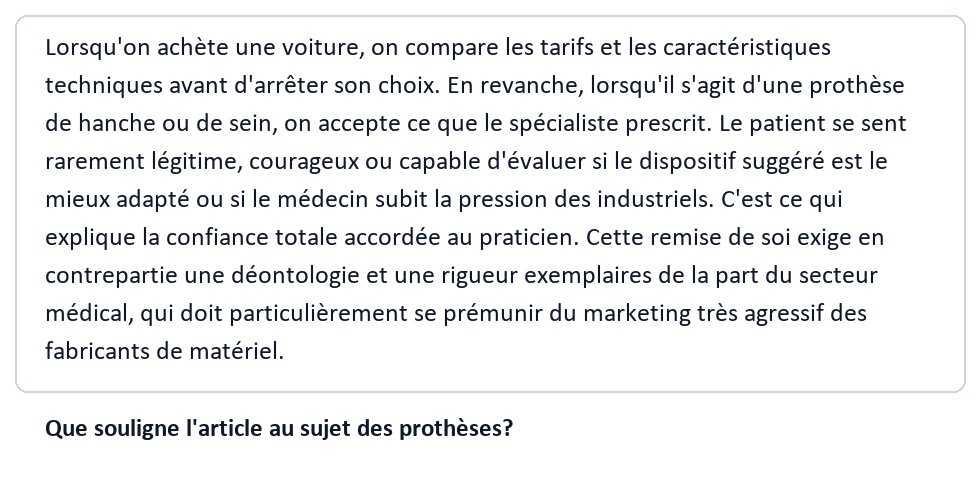 Lorsqu'on achète une voiture, on compare les tarifs et les caractéristiques
techniques avant d'arrêter son choix. En revanche, lorsqu'il s'agit d'une prothèse
de hanche ou de sein, on accepte ce que le spécialiste prescrit. Le patient se sent
rarement légitime, courageux ou capable d'évaluer si le dispositif suggéré est le
mieux adapté ou si le médecin subit la pression des industriels. C'est ce qui
explique la confiance totale accordée au praticien. Cette remise de soi exige en
contrepartie une déontologie et une rigueur exemplaires de la part du secteur
médical, qui doit particulièrement se prémunir du marketing très agressif des
fabricants de matériel.
Que souligne l'article au sujet des prothèses?